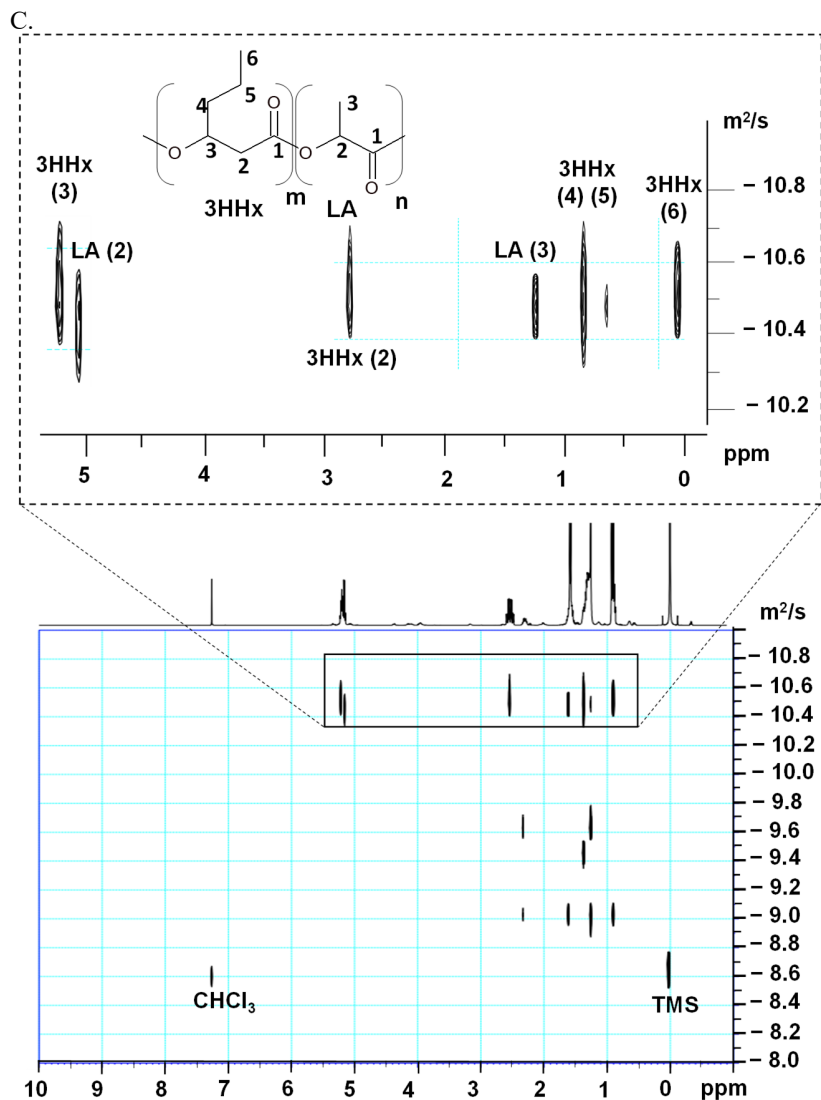 C.
6
4
5
O
O
3
2
1
O
3
2
1
O
m
n
3HHx
LA
m²/s
3HHx
(3)
LA (2)
3HHx (2)
LA (3)
3HHx
(4) (5)
3HHx
(6)
− 10.8
− 10.6
− 10.4
− 10.2
5 4 3 2 1 0 ppm
m²/s
− 10.8
− 10.6
− 10.4
− 10.2
− 10.0
− 9.8
− 9.6
− 9.4
− 9.2
− 9.0
− 8.8
− 8.6
− 8.4
− 8.2
− 8.0
CHCl₃
TMS
10 9 8 7 6 5 4 3 2 1 0 ppm